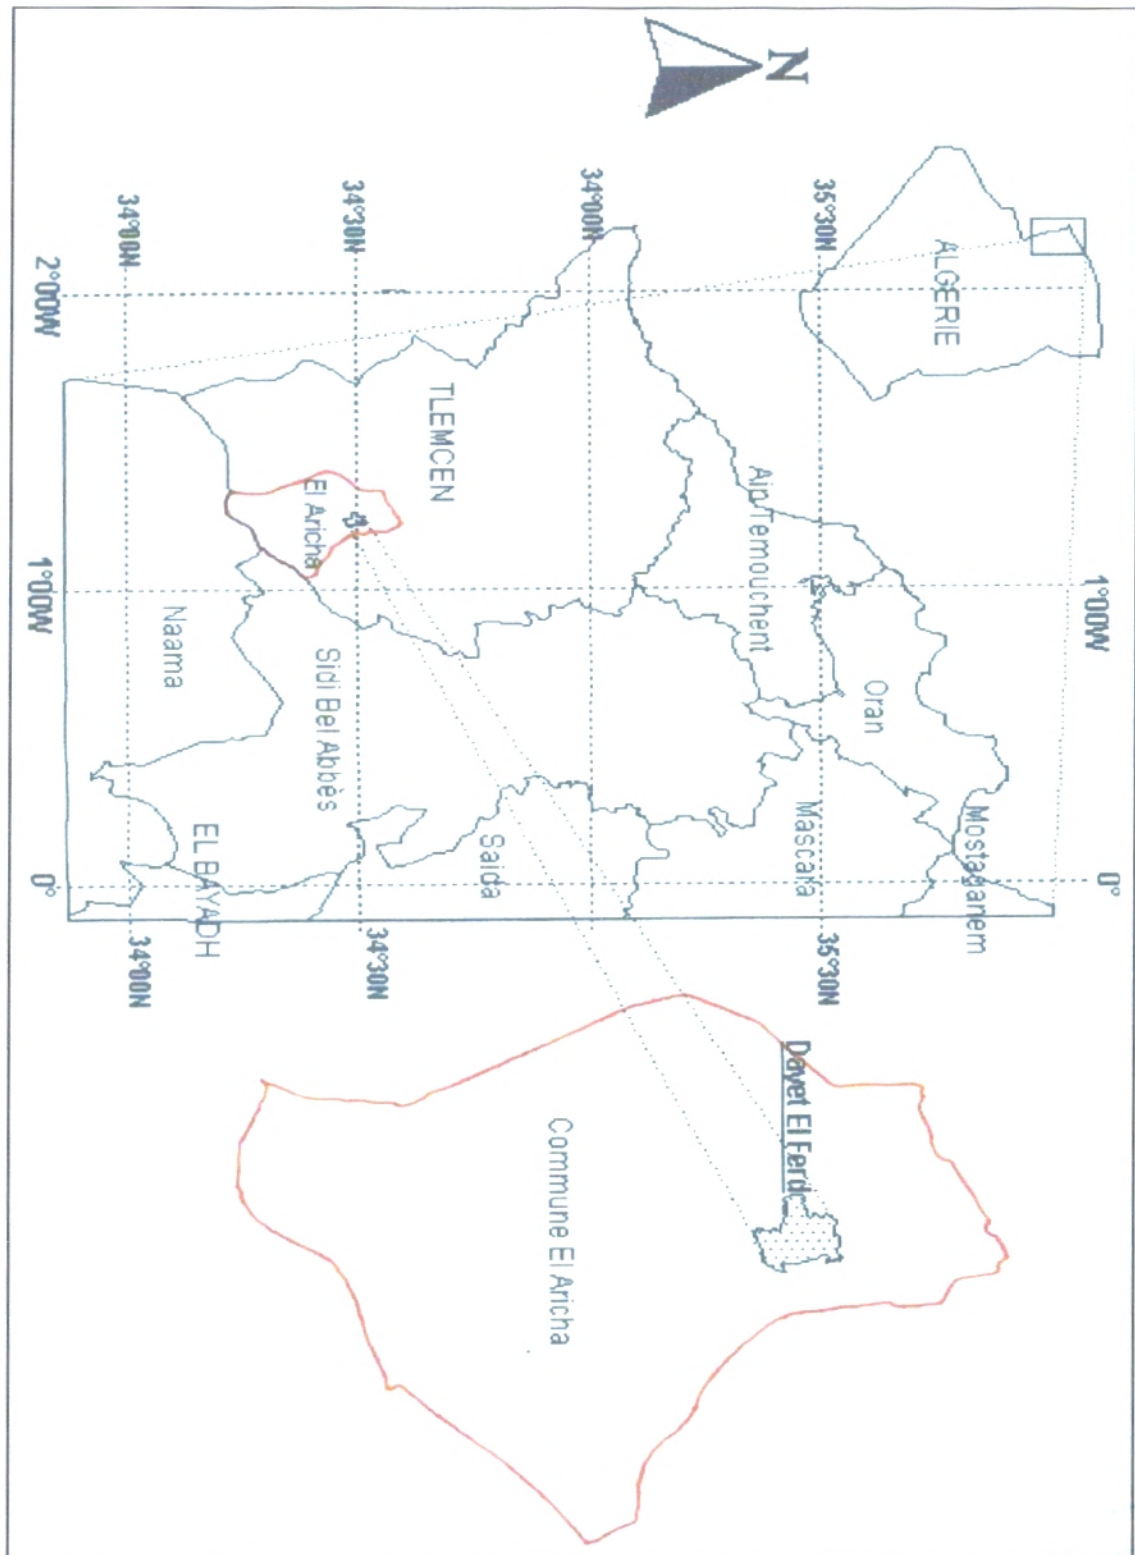 N
ALGERIE
1°00W
0°
35°30N
34°00N
34°30N
34°00N
35°30N
34°30N
34°00N
2°00W
1°00W
0°
Mostaganem
Oran
Mascara
Ain Temouchent
TLEMCEN
Saida
Sidi Bel Abbès
El Aricha
Naama
EL BAYADH
Dayet El Ferd
Commune El Aricha